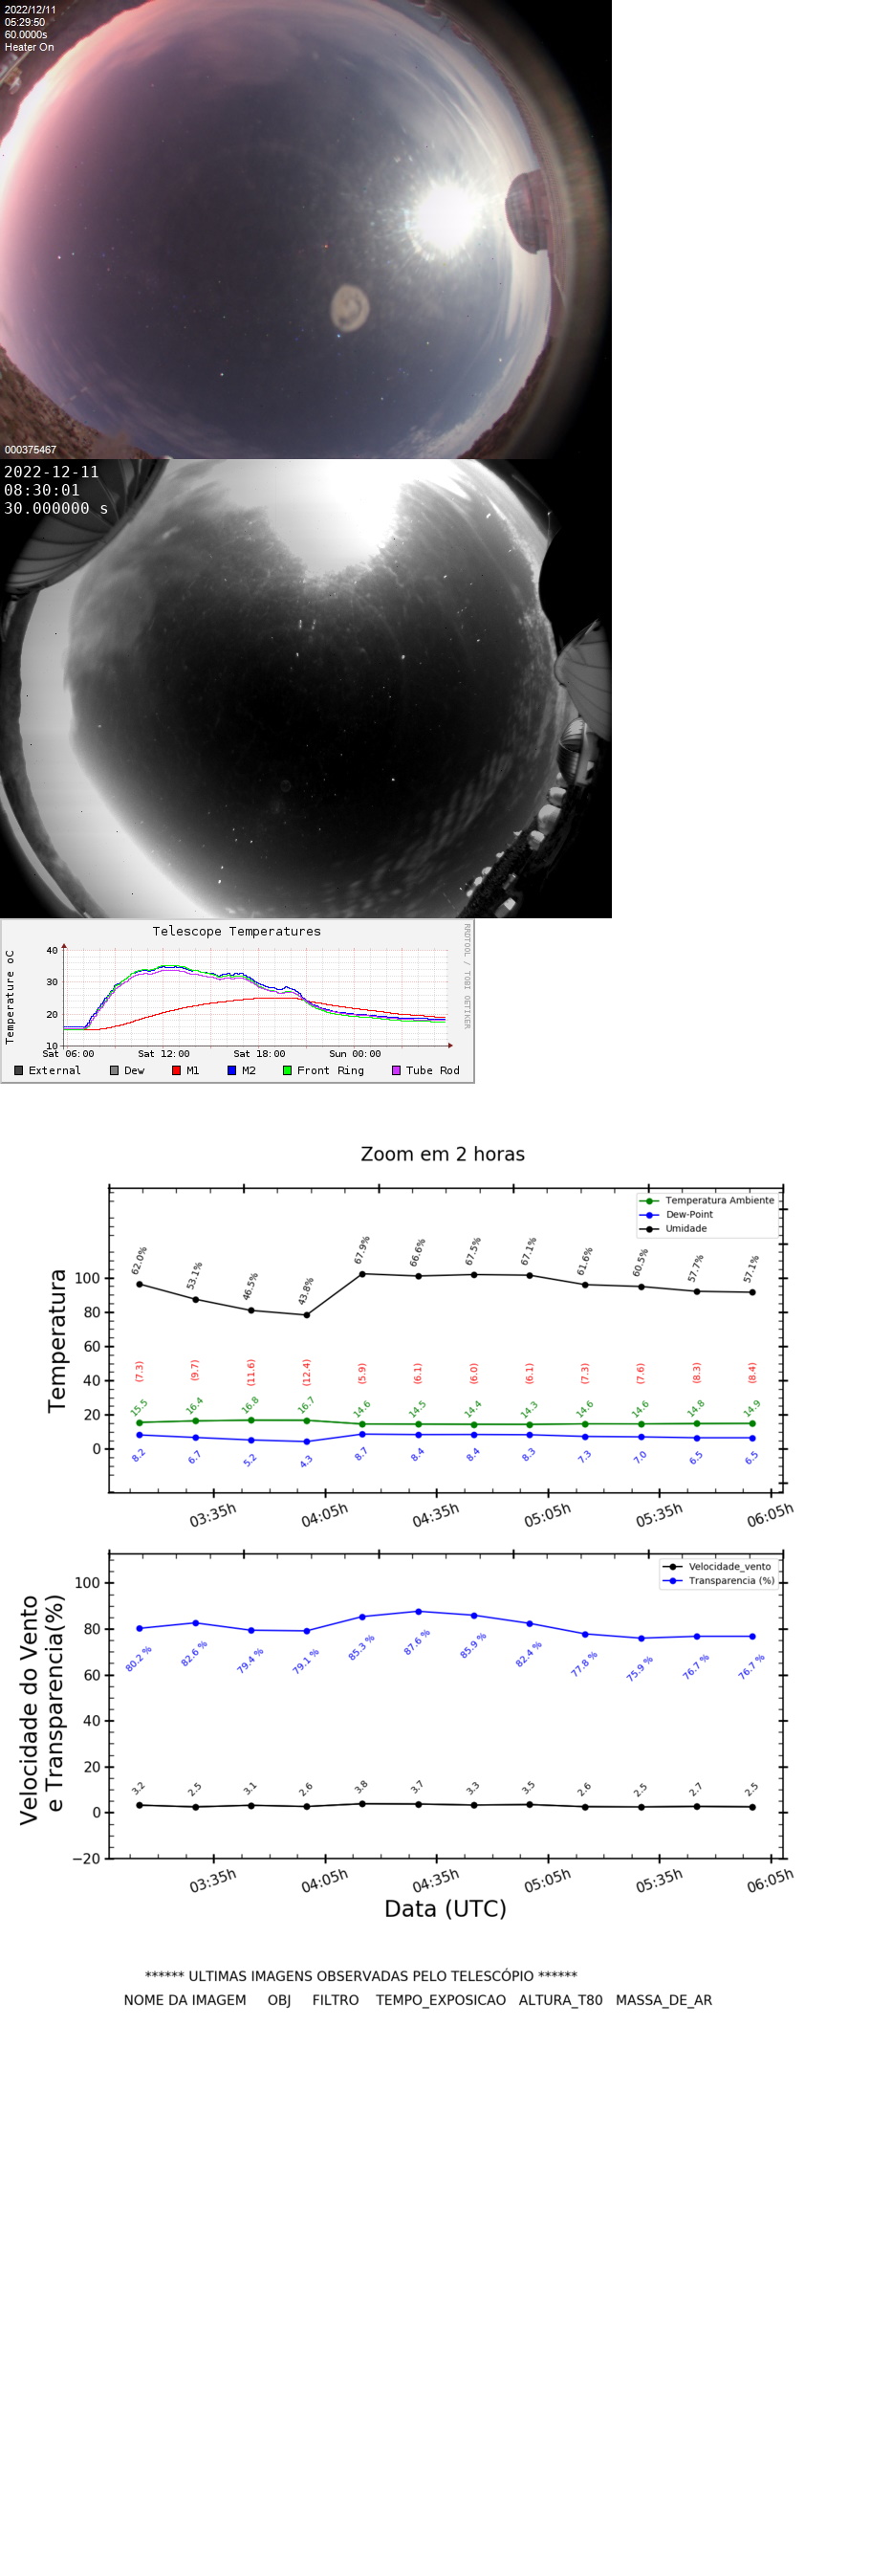 2022/12/11
05:29:50
60.0000s
Heater On
000375467
2022-12-11
08:30:01
30.000000 s
Telescope Temperatures
RRDTOOL / TOBI OETIKER
Temperature oC
40
30
20
10
Sat 06:00 Sat 12:00 Sat 18:00 Sun 00:00
External Dew M1 M2 Front Ring Tube Rod
Zoom em 2 horas
Temperatura
Temperatura Ambiente
Dew-Point
Umidade
100
80
60
40
20
0
62.0% 53.1% 46.5% 43.8% 67.9% 66.6% 67.5% 67.1% 61.6% 60.5% 57.7% 57.1%
(7.3) (9.7) (11.6) (12.4) (5.9) (6.1) (6.0) (6.1) (7.3) (7.6) (8.3) (8.4)
15.5 16.4 16.8 16.7 14.6 14.5 14.4 14.3 14.6 14.6 14.8 14.9
8.2 6.7 5.2 4.3 8.7 8.4 8.4 8.3 7.3 7.0 6.5 6.5
03:35h 04:05h 04:35h 05:05h 05:35h 06:05h
Velocidade do Vento
e Transparencia(%)
Velocidade_vento
Transparencia (%)
100
80
60
40
20
0
−20
80.2 % 82.6 % 79.4 % 79.1 % 85.3 % 87.6 % 85.9 % 82.4 % 77.8 % 75.9 % 76.7 % 76.7 %
3.2 2.5 3.1 2.6 3.8 3.7 3.3 3.5 2.6 2.5 2.7 2.5
03:35h 04:05h 04:35h 05:05h 05:35h 06:05h
Data (UTC)
****** ULTIMAS IMAGENS OBSERVADAS PELO TELESCÓPIO ******
NOME DA IMAGEM OBJ FILTRO TEMPO_EXPOSICAO ALTURA_T80 MASSA_DE_AR